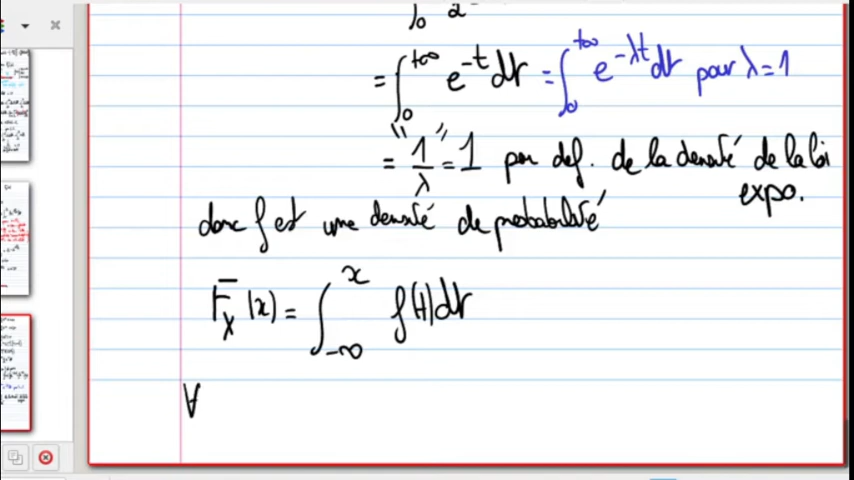 = ∫₀^{+∞} e^{-t} dt = ∫₀^{+∞} e^{-λt} dt pour λ = 1
= "1/λ" = 1 par def. de la densité de la loi
expo.
donc f est une densité de probabilité
F_X(x) = ∫_{-∞}^{x} f(t) dt
∀